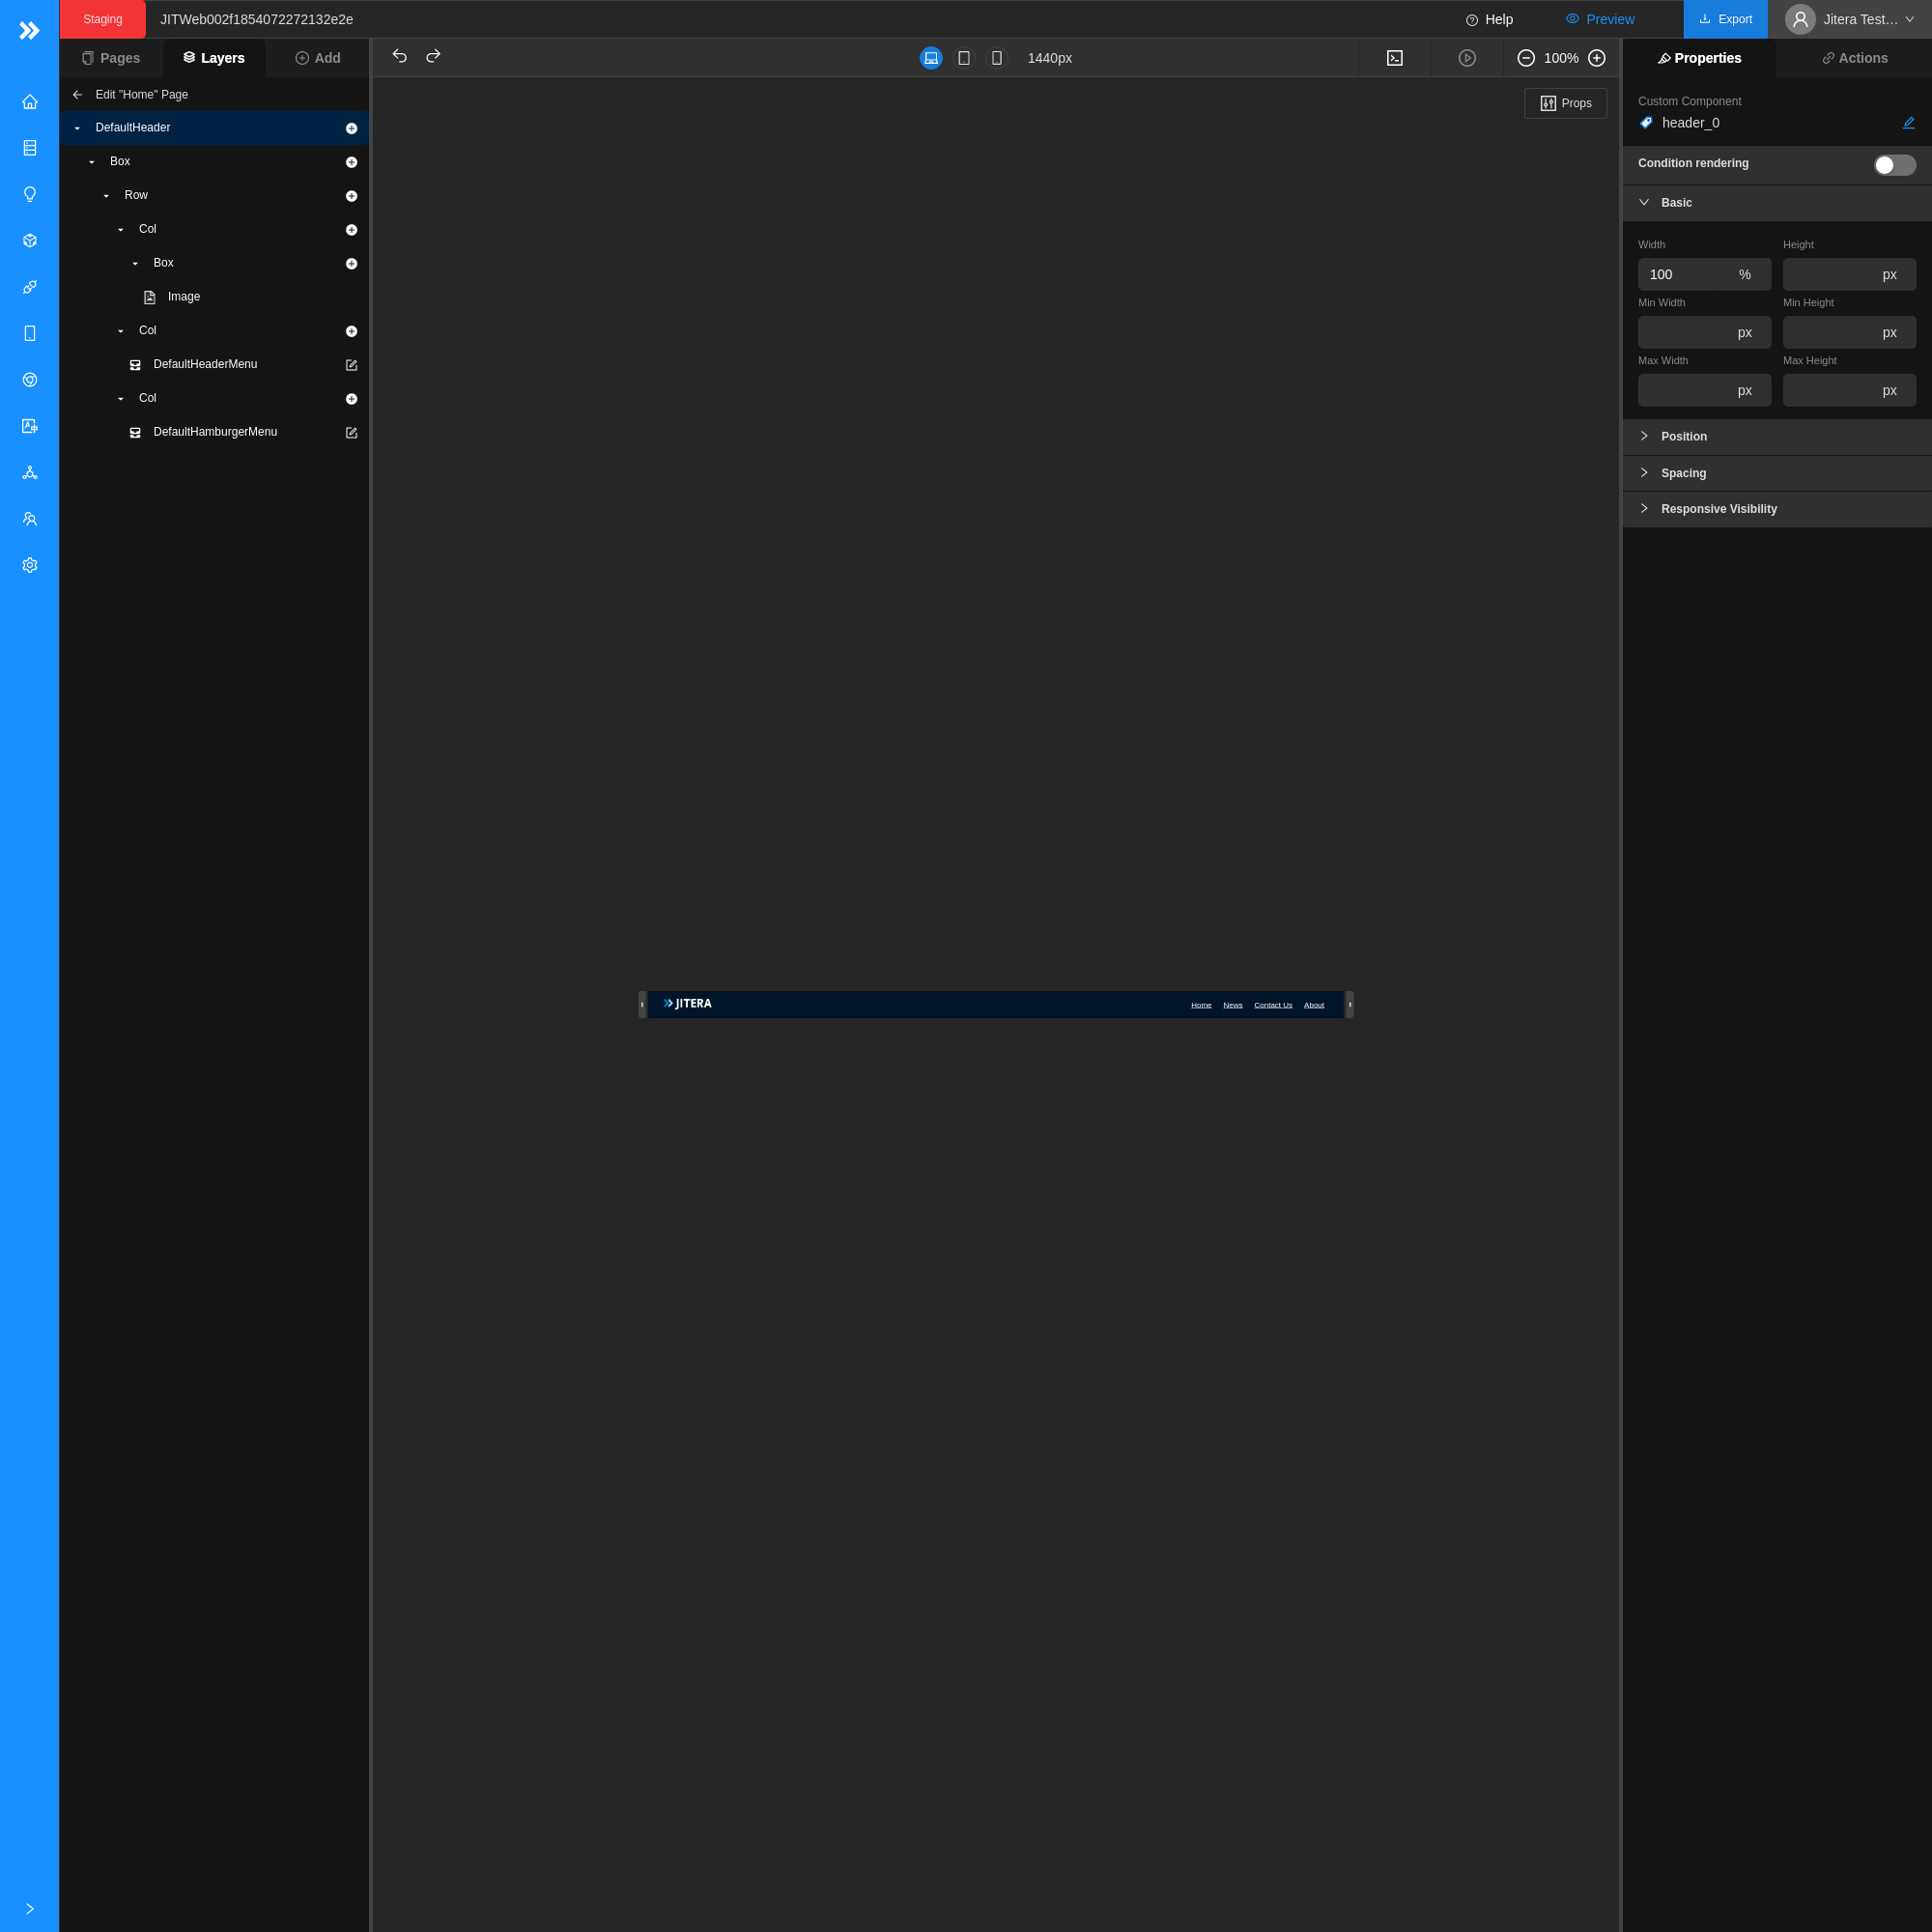 Staging
JITWeb002f1854072272132e2e
Help
Preview
Export
Jitera Test…
Pages
Layers
Add
1440px
100%
Properties
Actions
Edit "Home" Page
Props
Custom Component
header_0
DefaultHeader
Box
Row
Col
Box
Image
Col
DefaultHeaderMenu
Col
DefaultHamburgerMenu
Condition rendering
Basic
Width
Height
100 %
px
Min Width
Min Height
px
px
Max Width
Max Height
px
px
Position
Spacing
Responsive Visibility
JITERA
Home News Contact Us About